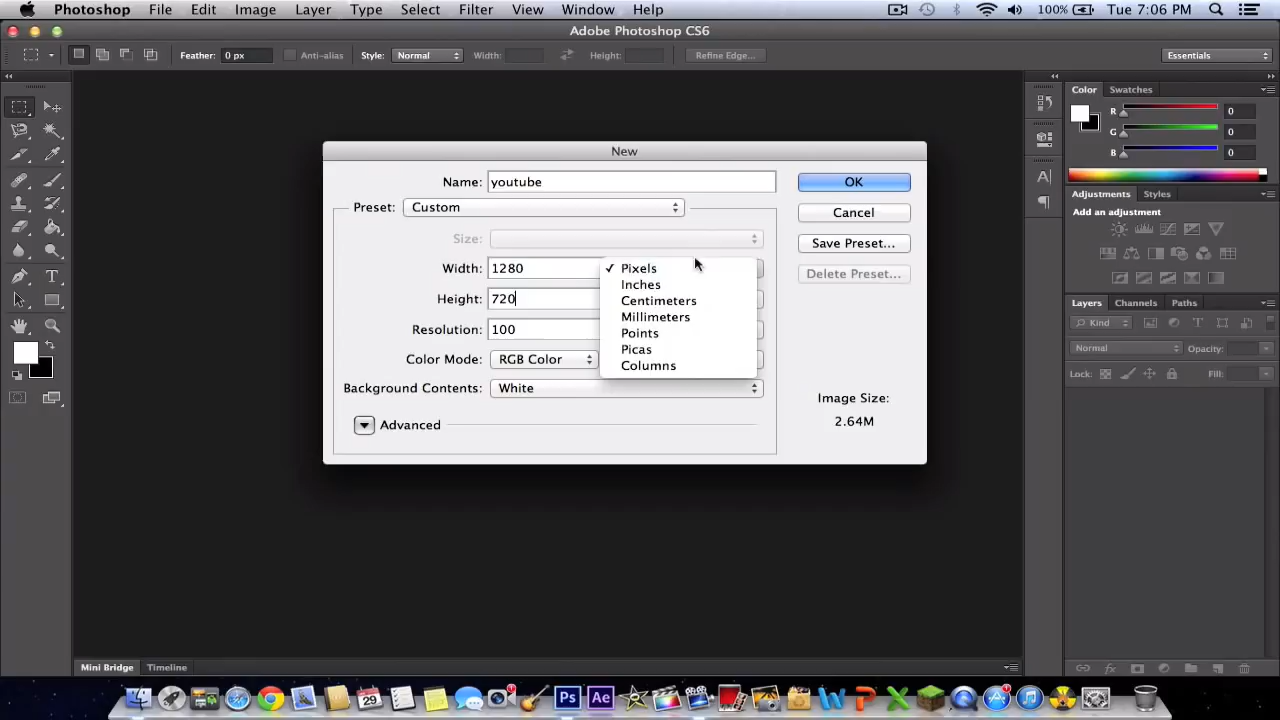 Photoshop File Edit Image Layer Type Select Filter View Window Help 100% Tue 7:06 PM
Adobe Photoshop CS6
Feather: 0 px Anti-alias Style: Normal Width: Height: Refine Edge... Essentials
Color Swatches
R 0
G 0
B 0
Adjustments Styles
Add an adjustment
Layers Channels Paths
Kind
Normal Opacity:
Lock: Fill:
New
Name: youtube OK
Preset: Custom Cancel
Size: Save Preset...
Width: 1280 ✓ Pixels Delete Preset...
Inches
Height: 720 Centimeters
Millimeters
Resolution: 100 Points
Picas
Color Mode: RGB Color Columns
Background Contents: White Image Size:
2.64M
Advanced
Mini Bridge Timeline
29
Ps Ae